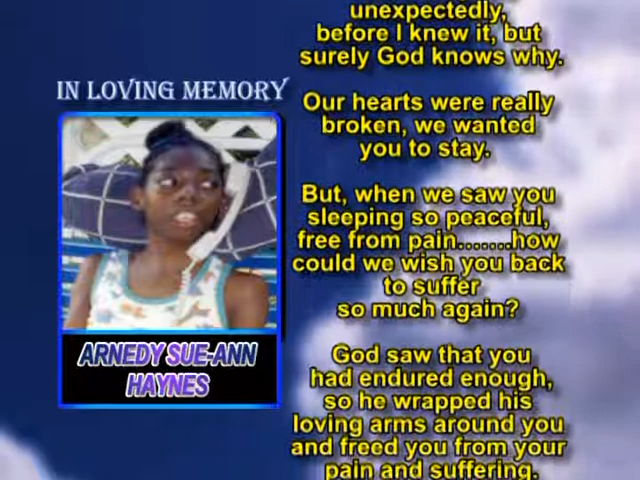 IN LOVING MEMORY
ARNEDY SUE-ANN
HAYNES
unexpectedly,
before I knew it, but
surely God knows why.
Our hearts were really
broken, we wanted
you to stay.
But, when we saw you
sleeping so peaceful,
free from pain.......how
could we wish you back
to suffer
so much again?
God saw that you
had endured enough,
so he wrapped his
loving arms around you
and freed you from your
pain and suffering.